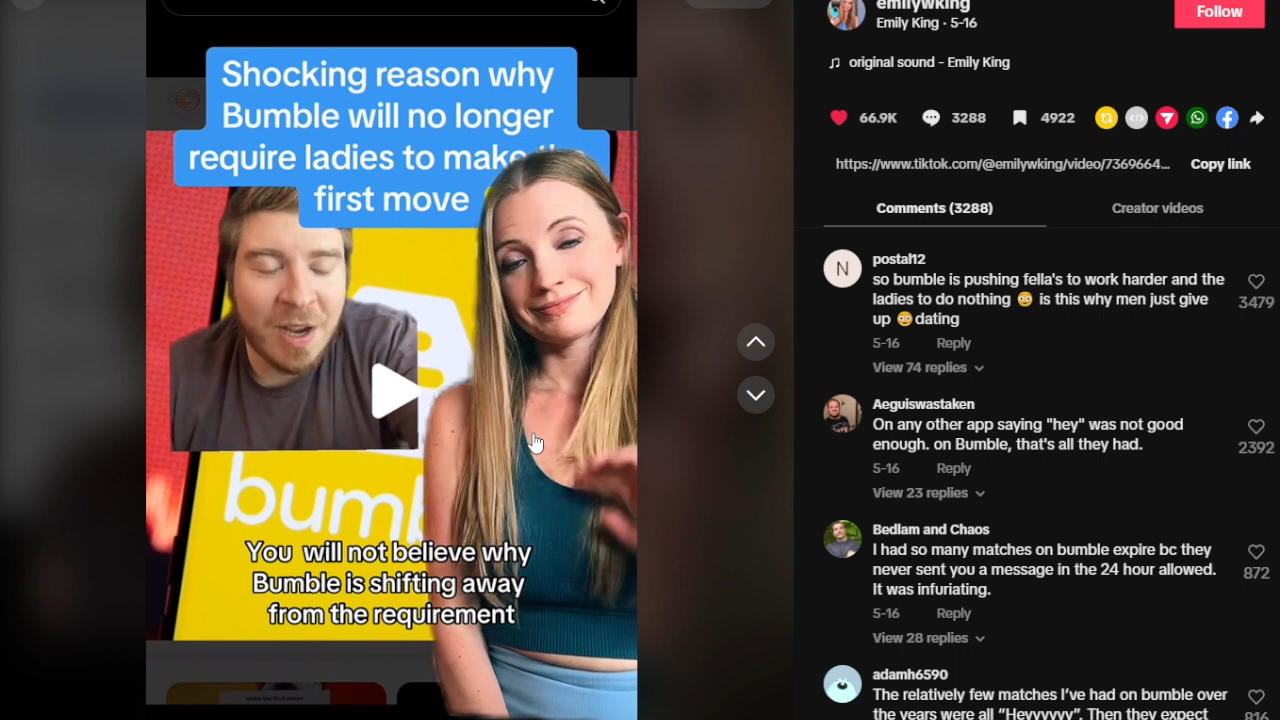 Shocking reason why
Bumble will no longer
require ladies to make the
first move
bumb
You will not believe why
Bumble is shifting away
from the requirement
emilywking
Emily King · 5-16
Follow
♫ original sound - Emily King
66.9K
3288
4922
https://www.tiktok.com/@emilywking/video/7369664...
Copy link
Comments (3288)
Creator videos
N
postal12
so bumble is pushing fella's to work harder and the
ladies to do nothing 😳 is this why men just give
up 😳dating
3479
5-16
Reply
View 74 replies
Aeguiswastaken
On any other app saying "hey" was not good
enough. on Bumble, that's all they had.
2392
5-16
Reply
View 23 replies
Bedlam and Chaos
I had so many matches on bumble expire bc they
never sent you a message in the 24 hour allowed.
It was infuriating.
872
5-16
Reply
View 28 replies
adamh6590
The relatively few matches I've had on bumble over
the years were all "Heyyyyyy". Then they expect
816